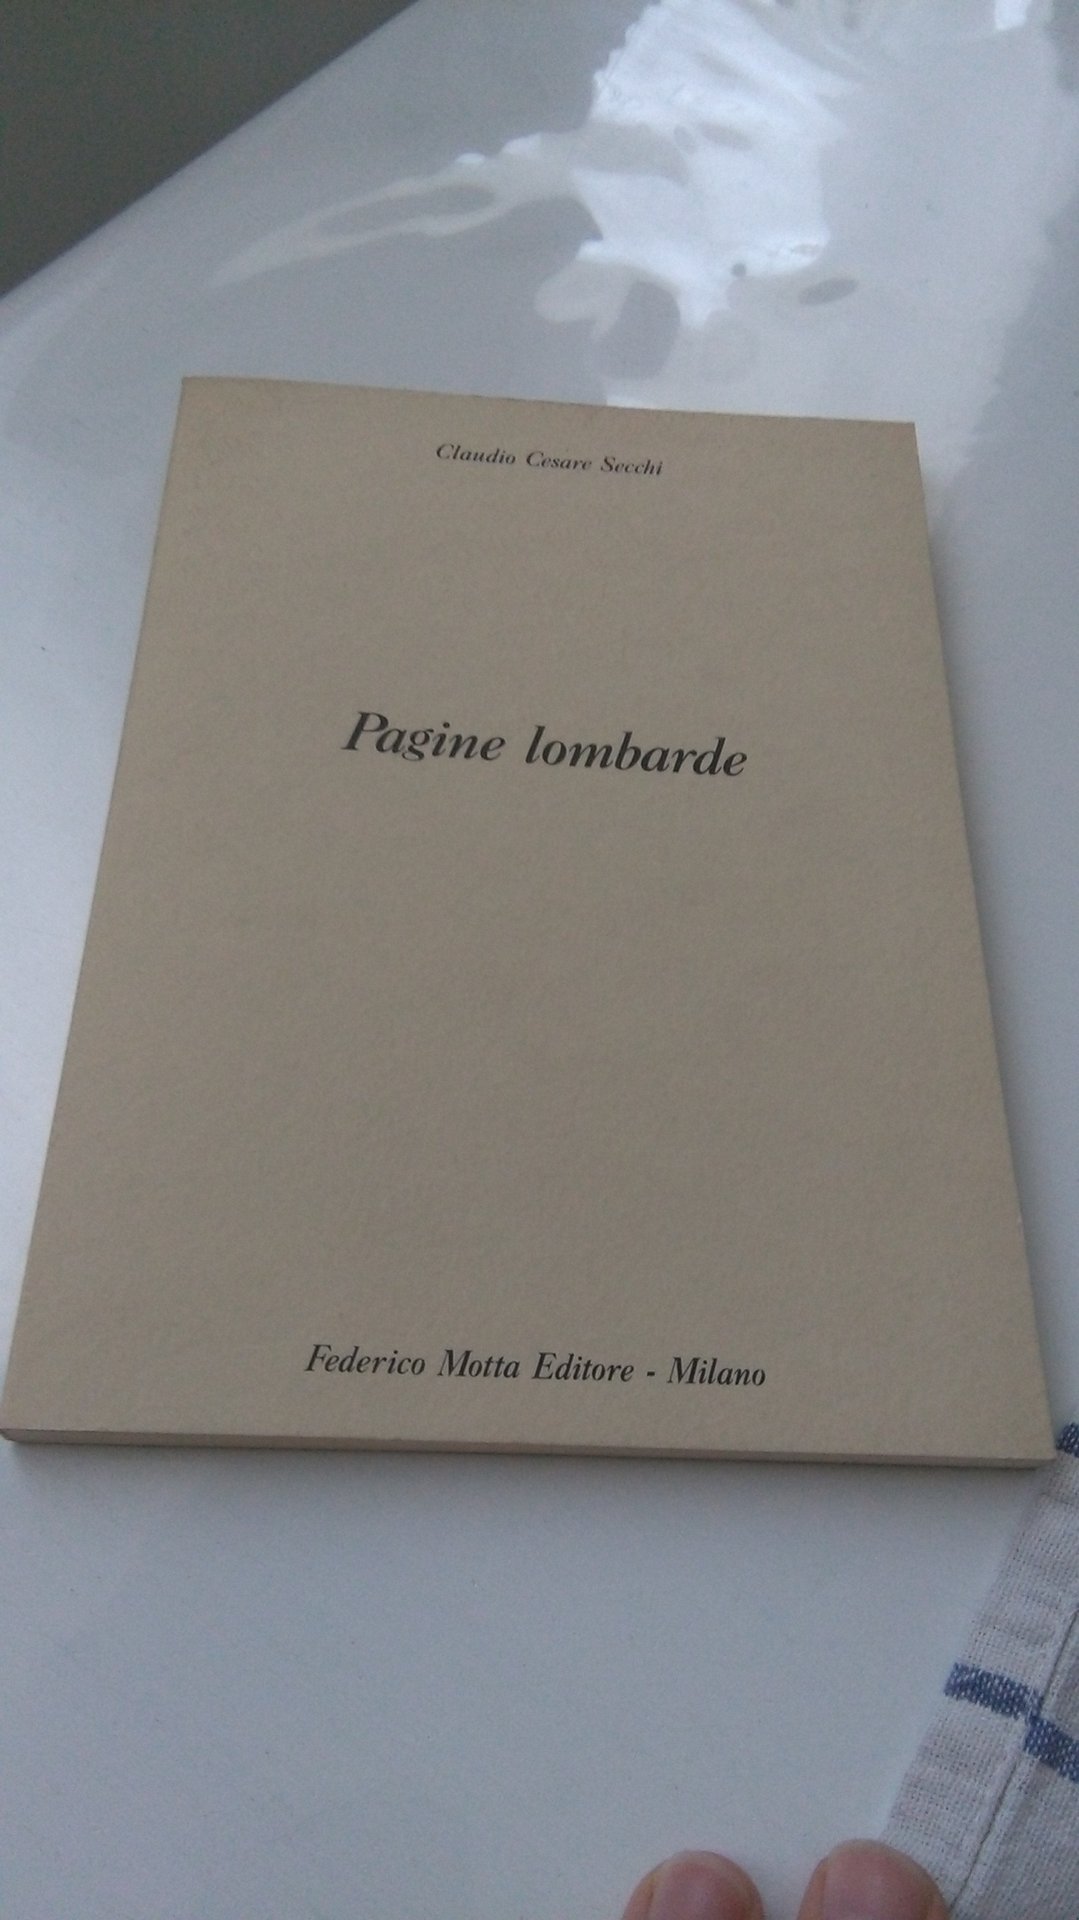 Claudio Cesare Secchi
Pagine lombarde
Federico Motta Editore - Milano